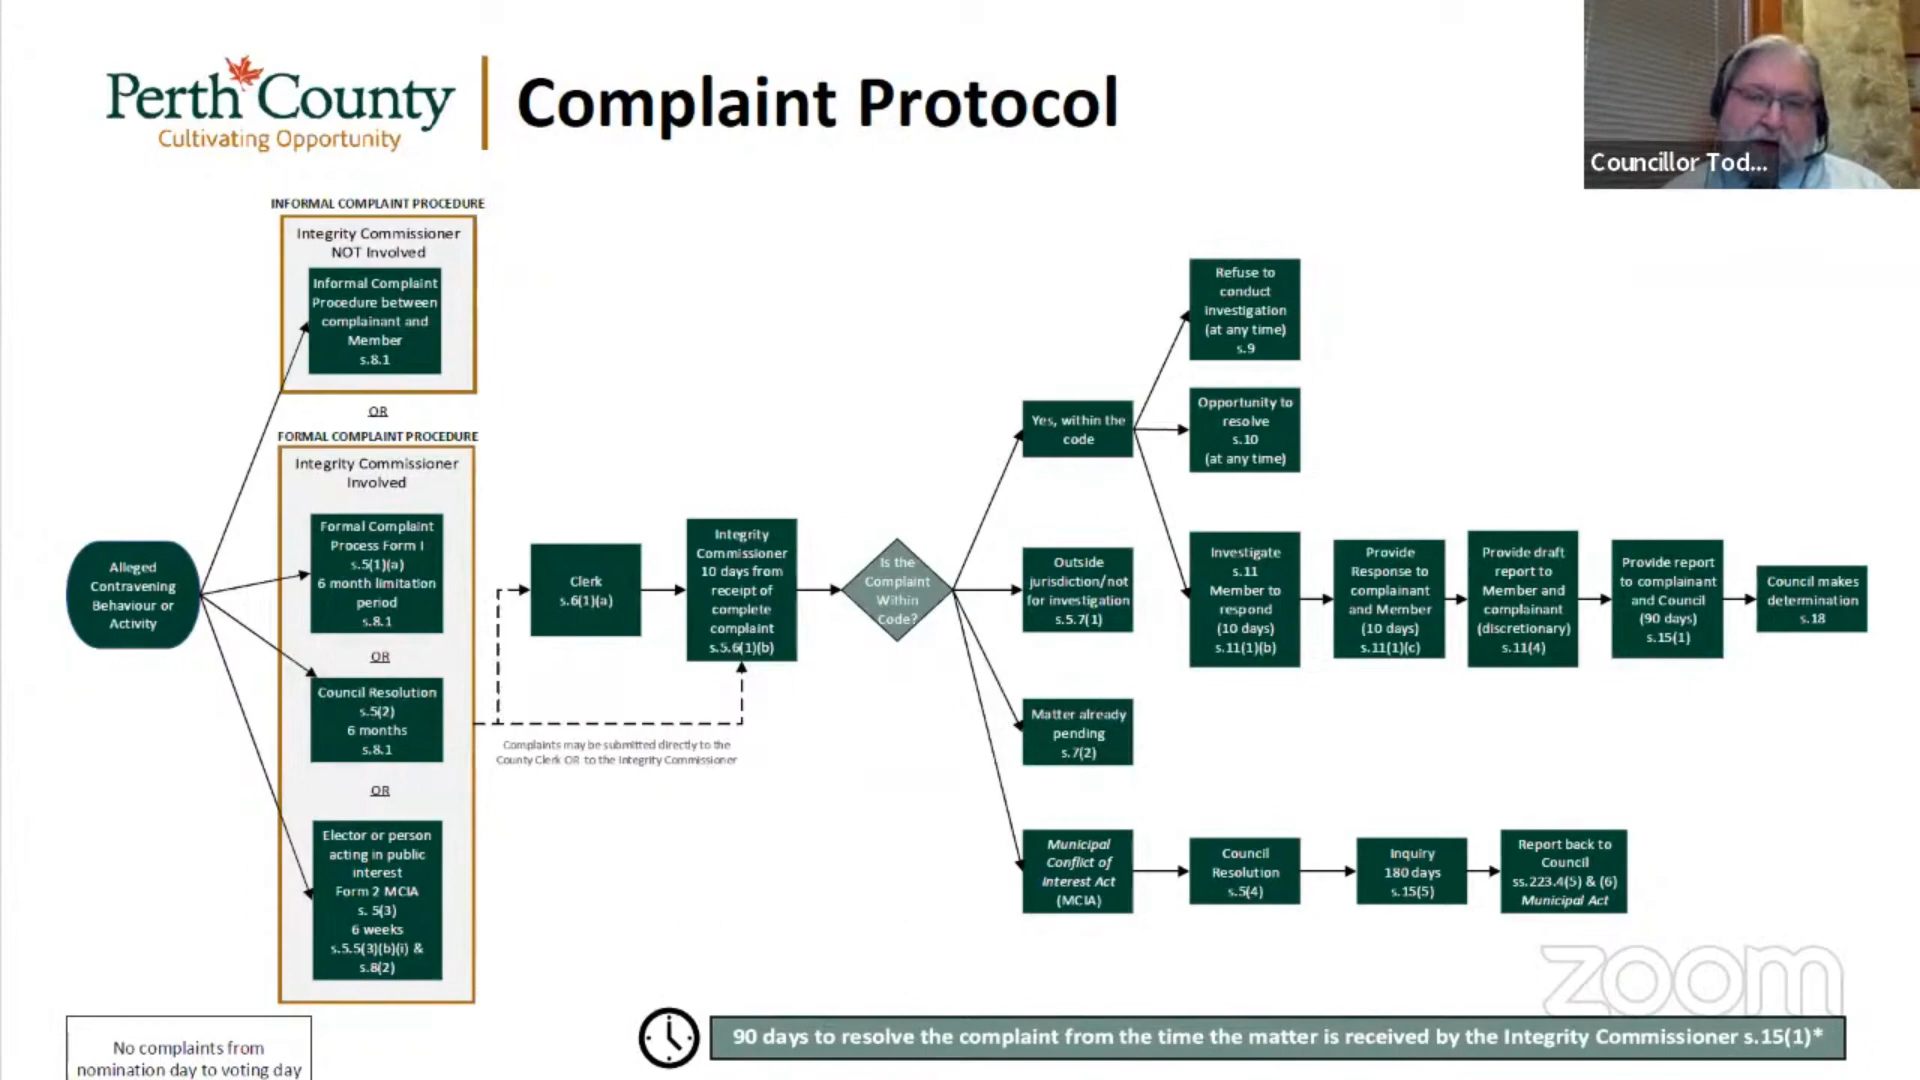 Perth County
Cultivating Opportunity
Complaint Protocol
Councillor Tod...
INFORMAL COMPLAINT PROCEDURE
Integrity Commissioner
NOT Involved
Informal Complaint
Procedure between
complainant and
Member
s.8.1
OR
FORMAL COMPLAINT PROCEDURE
Integrity Commissioner
Involved
Formal Complaint
Process Form I
s.5(1)(a)
6 month limitation
period
s.8.1
OR
Council Resolution
s.5(2)
6 months
s.8.1
OR
Elector or person
acting in public
interest
Form 2 MCIA
s. 5(3)
6 weeks
s.5.5(3)(b)(i) &
s.8(2)
Alleged
Contravening
Behaviour or
Activity
Clerk
s.6(1)(a)
Complaints may be submitted directly to the
County Clerk OR to the Integrity Commissioner
Integrity
Commissioner
10 days from
receipt of
complete
complaint
s.5.6(1)(b)
Is the
Complaint
Within
Code?
Yes, within the
code
Outside
jurisdiction/not
for investigation
s.5.7(1)
Matter already
pending
s.7(2)
Municipal
Conflict of
Interest Act
(MCIA)
Refuse to
conduct
investigation
(at any time)
s.9
Opportunity to
resolve
s.10
(at any time)
Investigate
s.11
Member to
respond
(10 days)
s.11(1)(b)
Provide
Response to
complainant
and Member
(10 days)
s.11(1)(c)
Provide draft
report to
Member and
complainant
(discretionary)
s.11(4)
Provide report
to complainant
and Council
(90 days)
s.15(1)
Council makes
determination
s.18
Council
Resolution
s.5(4)
Inquiry
180 days
s.15(5)
Report back to
Council
ss.223.4(5) & (6)
Municipal Act
zoom
No complaints from
nomination day to voting day
90 days to resolve the complaint from the time the matter is received by the Integrity Commissioner s.15(1)*